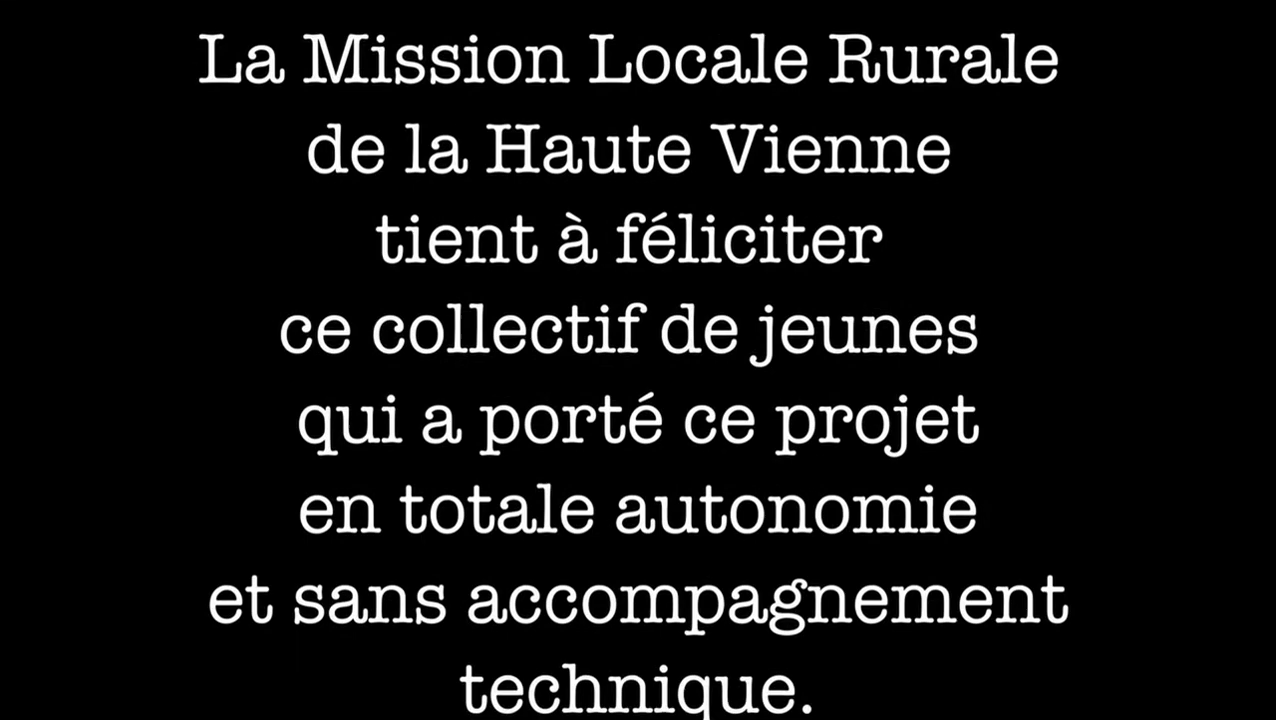 La Mission Locale Rurale
de la Haute Vienne
tient à féliciter
ce collectif de jeunes
qui a porté ce projet
en totale autonomie
et sans accompagnement
technique.